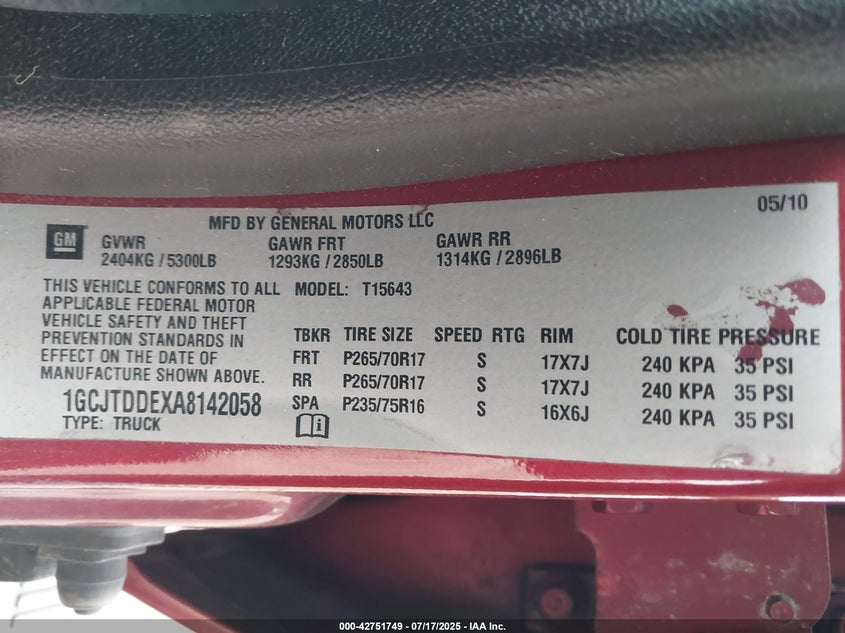 05/10
MFD BY GENERAL MOTORS LLC
GM
GVWR GAWR FRT GAWR RR
2404KG / 5300LB 1293KG / 2850LB 1314KG / 2896LB
THIS VEHICLE CONFORMS TO ALL
APPLICABLE FEDERAL MOTOR
VEHICLE SAFETY AND THEFT
PREVENTION STANDARDS IN
EFFECT ON THE DATE OF
MANUFACTURE SHOWN ABOVE.
1GCJTDDEXA8142058
TYPE: TRUCK
MODEL: T15643
TBKR TIRE SIZE SPEED RTG RIM COLD TIRE PRESSURE
FRT P265/70R17 S 17X7J 240 KPA 35 PSI
RR P265/70R17 S 17X7J 240 KPA 35 PSI
SPA P235/75R16 S 16X6J 240 KPA 35 PSI
000-42751749 - 07/17/2025 - IAA Inc.